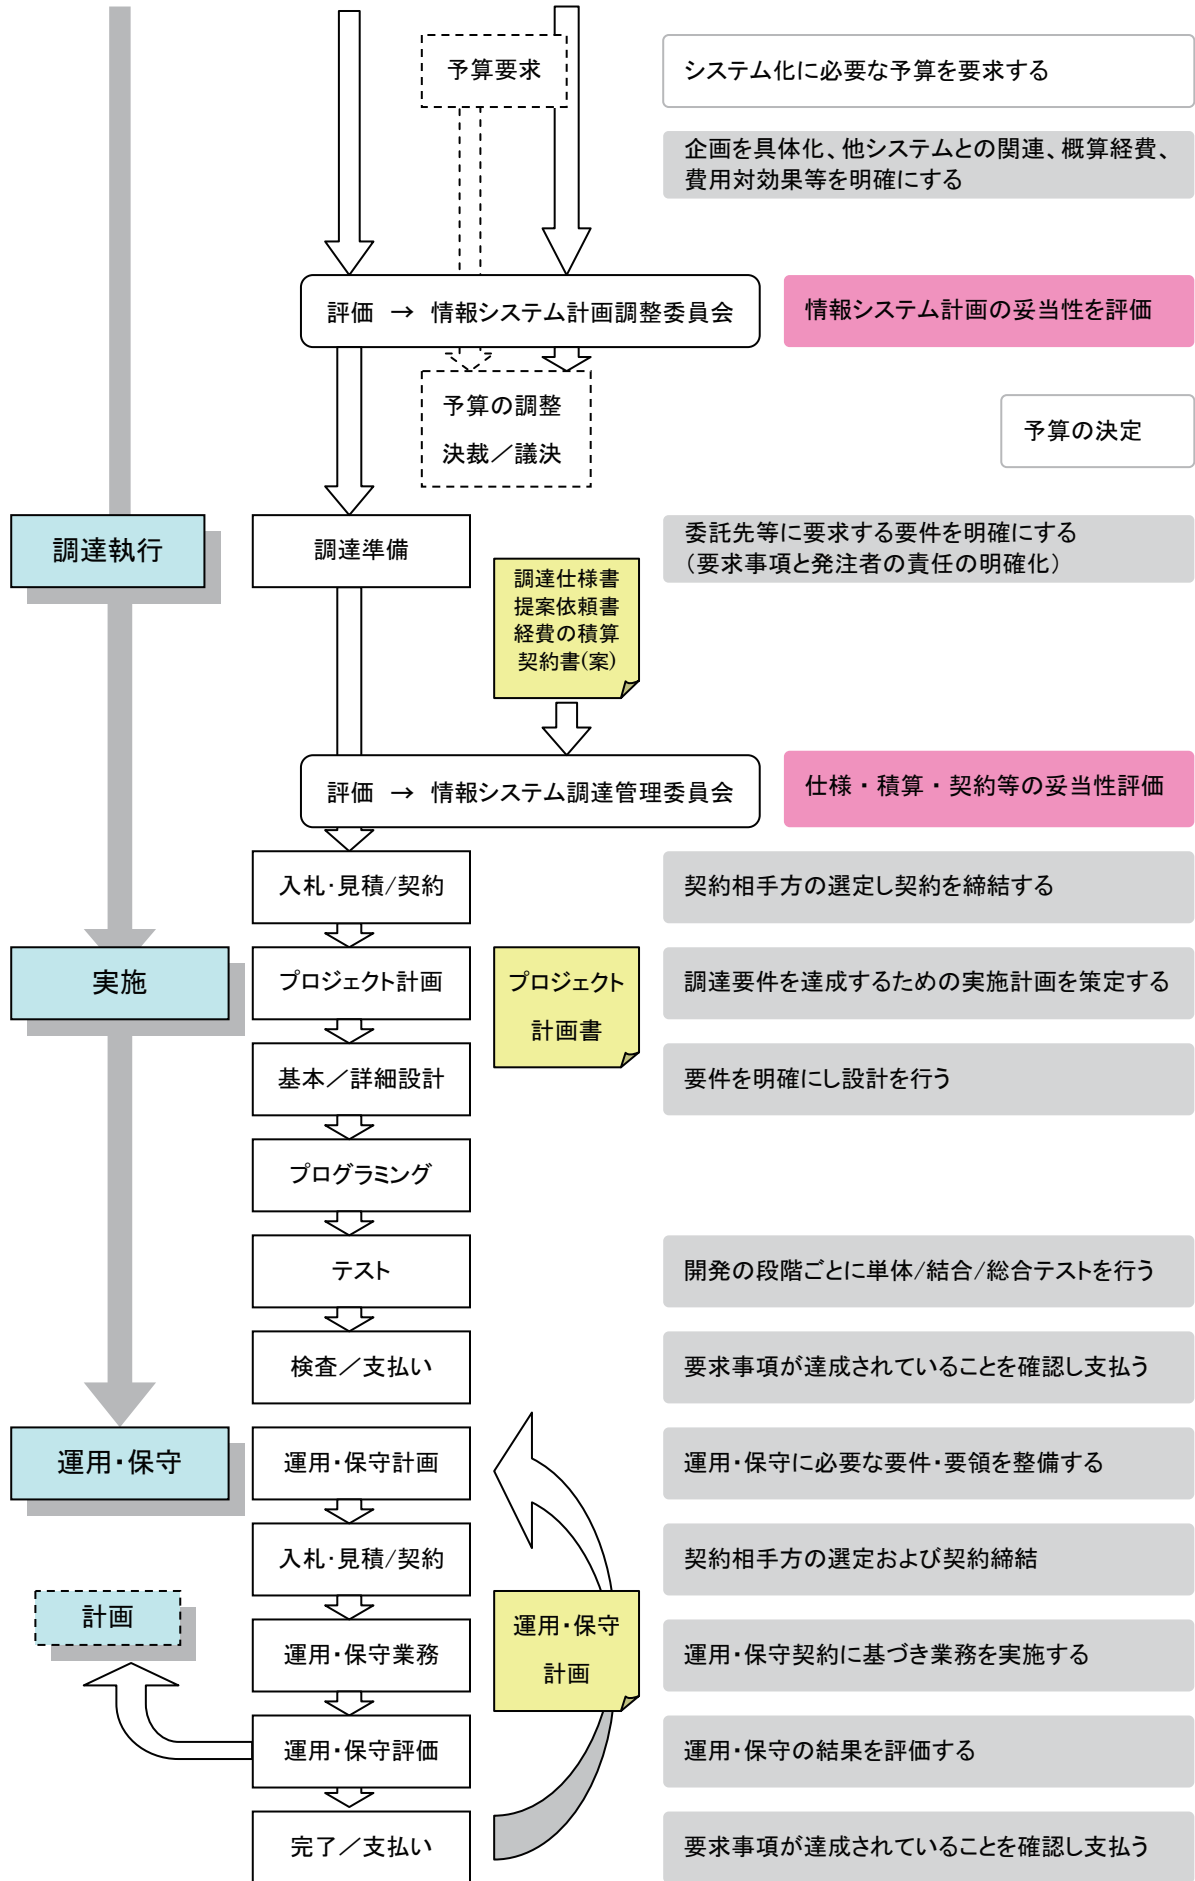 予算要求
システム化に必要な予算を要求する
企画を具体化、他システムとの関連、概算経費、
費用対効果等を明確にする
評価 → 情報システム計画調整委員会
情報システム計画の妥当性を評価
予算の調整
決裁／議決
予算の決定
調達執行
調達準備
委託先等に要求する要件を明確にする
（要求事項と発注者の責任の明確化）
調達仕様書
提案依頼書
経費の積算
契約書(案)
評価 → 情報システム調達管理委員会
仕様・積算・契約等の妥当性評価
入札・見積/契約
契約相手方の選定し契約を締結する
実施
プロジェクト計画
プロジェクト
計画書
調達要件を達成するための実施計画を策定する
基本／詳細設計
要件を明確にし設計を行う
プログラミング
テスト
開発の段階ごとに単体/結合/総合テストを行う
検査／支払い
要求事項が達成されていることを確認し支払う
運用・保守
運用・保守計画
運用・保守に必要な要件・要領を整備する
入札・見積/契約
契約相手方の選定および契約締結
計画
運用・保守業務
運用・保守
計画
運用・保守契約に基づき業務を実施する
運用・保守評価
運用・保守の結果を評価する
完了／支払い
要求事項が達成されていることを確認し支払う